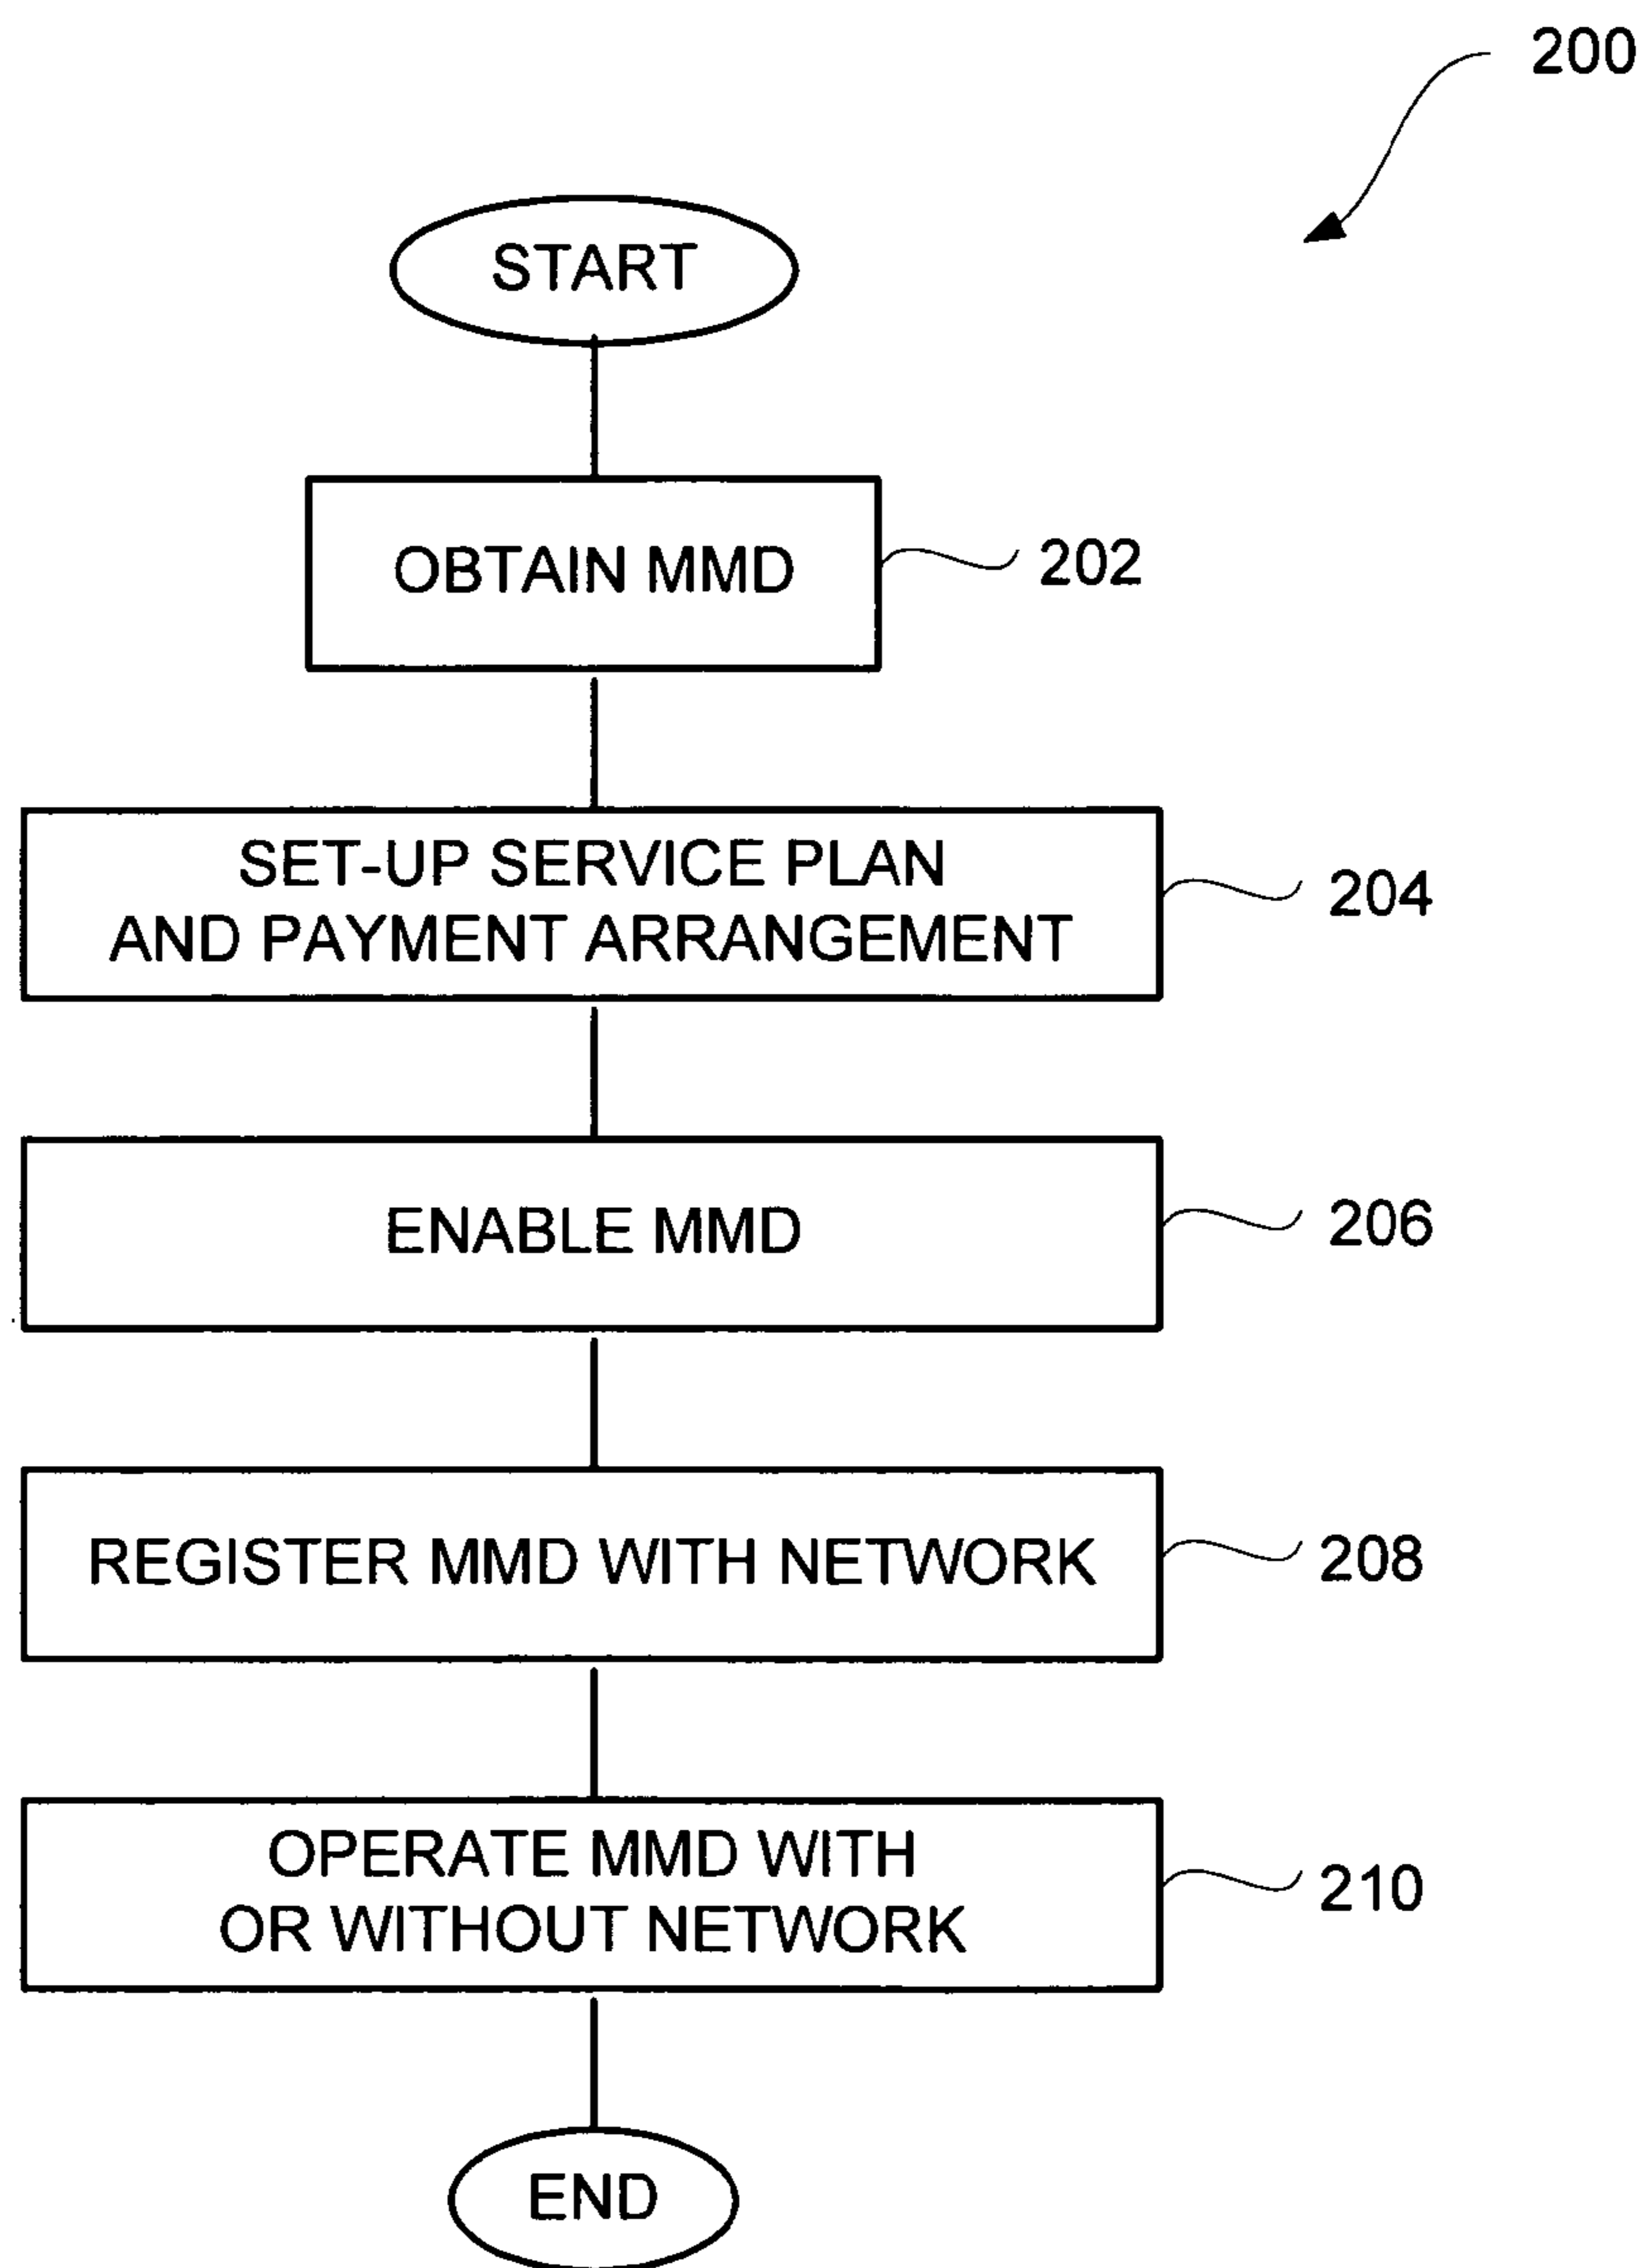 200
START
OBTAIN MMD
202
SET-UP SERVICE PLAN
AND PAYMENT ARRANGEMENT
204
ENABLE MMD
206
REGISTER MMD WITH NETWORK
208
OPERATE MMD WITH
OR WITHOUT NETWORK
210
END